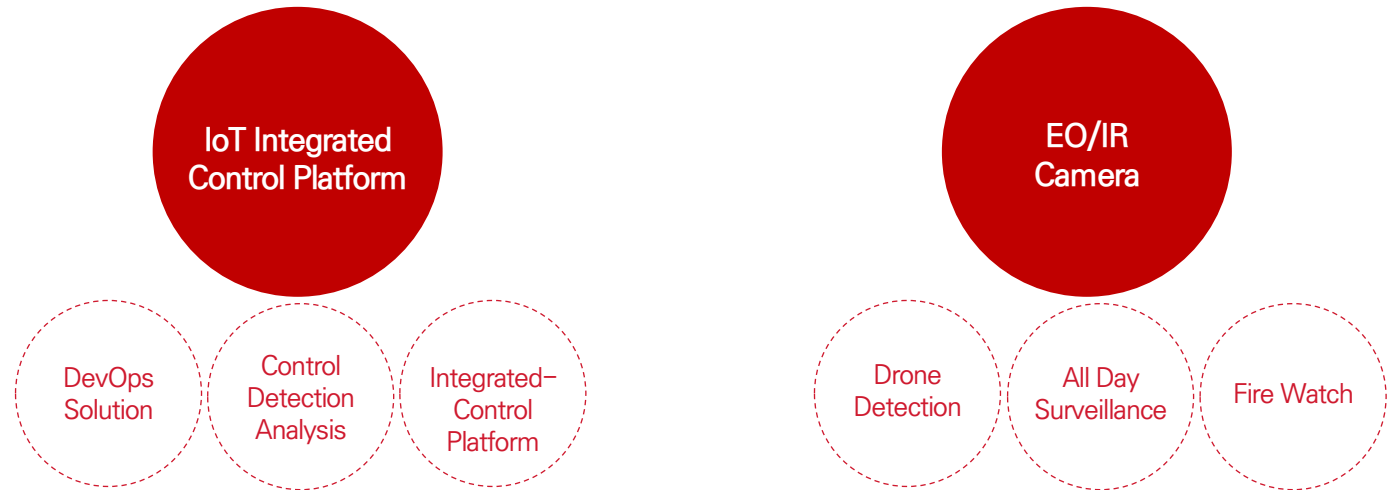 IoT Integrated
Control Platform
EO/IR
Camera
DevOps
Solution
Control
Detection
Analysis
Integrated-
Control
Platform
Drone
Detection
All Day
Surveillance
Fire Watch